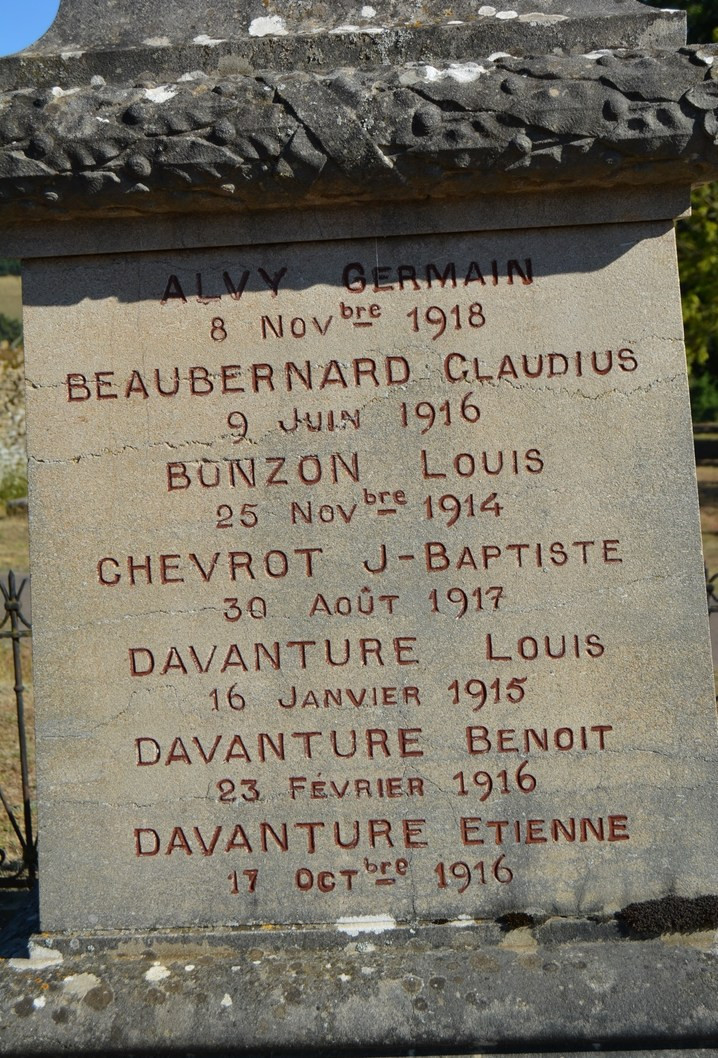 ALVY GERMAIN
8 NOVbre 1918
BEAUBERNARD CLAUDIUS
9 JUIN 1916
BONZON LOUIS
25 NOVbre 1914
CHEVROT J-BAPTISTE
30 AOÛT 1917
DAVANTURE LOUIS
16 JANVIER 1915
DAVANTURE BENOIT
23 FÉVRIER 1916
DAVANTURE ETIENNE
17 OCTbre 1916